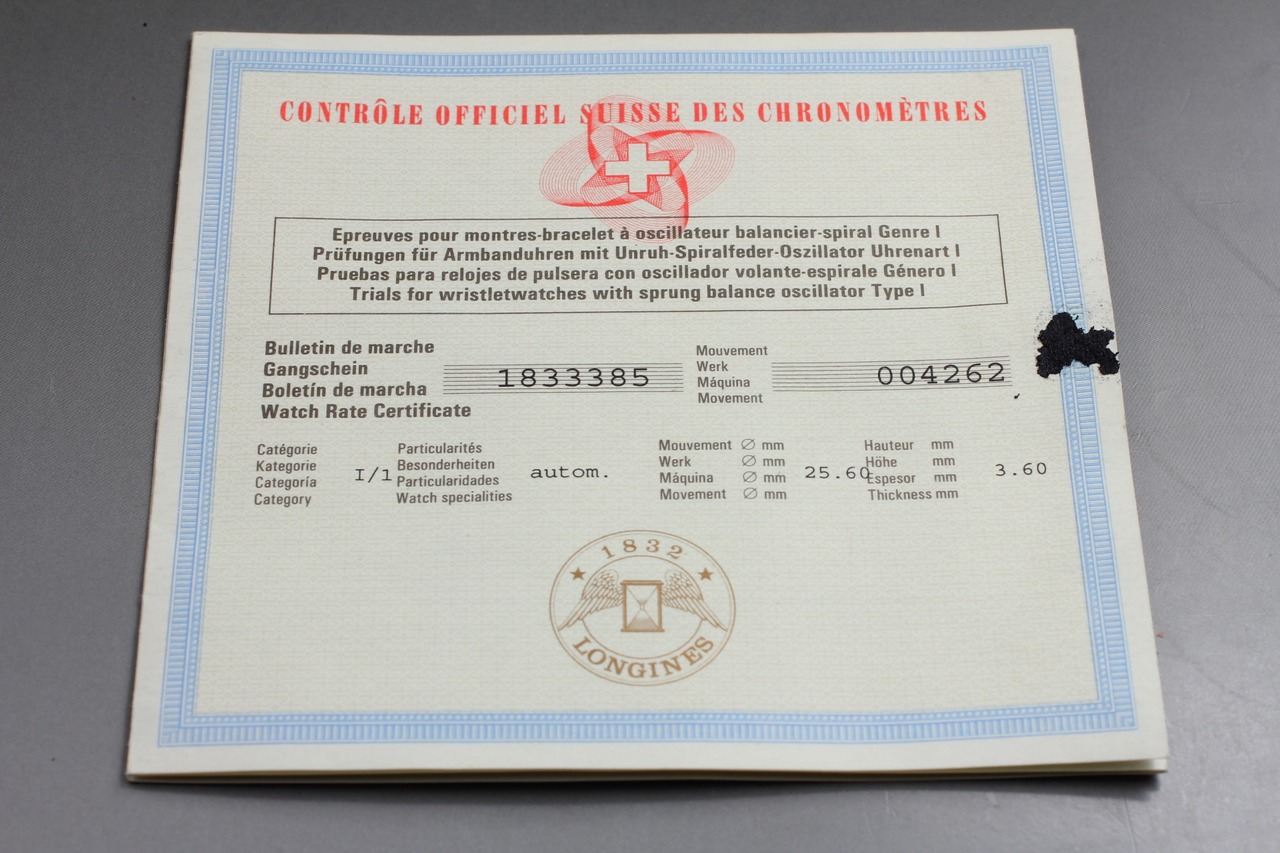 CONTRÔLE OFFICIEL SUISSE DES CHRONOMÈTRES
Epreuves pour montres-bracelet à oscillateur balancier-spiral Genre I
Prüfungen für Armbanduhren mit Unruh-Spiralfeder-Oszillator Uhrenart I
Pruebas para relojes de pulsera con oscillador volante-espirale Género I
Trials for wristletwatches with sprung balance oscillator Type I
Bulletin de marche
Gangschein
Boletín de marcha
Watch Rate Certificate
1833385
Mouvement
Werk
Máquina
Movement
004262
Catégorie
Kategorie
Categoría
Category
I/1
Particularités
Besonderheiten
Particularidades
Watch specialities
autom.
Mouvement ∅ mm
Werk ∅ mm
Máquina ∅ mm
Movement ∅ mm
25.60
Hauteur mm
Höhe mm
Espesor mm
Thickness mm
3.60
1832
LONGINES